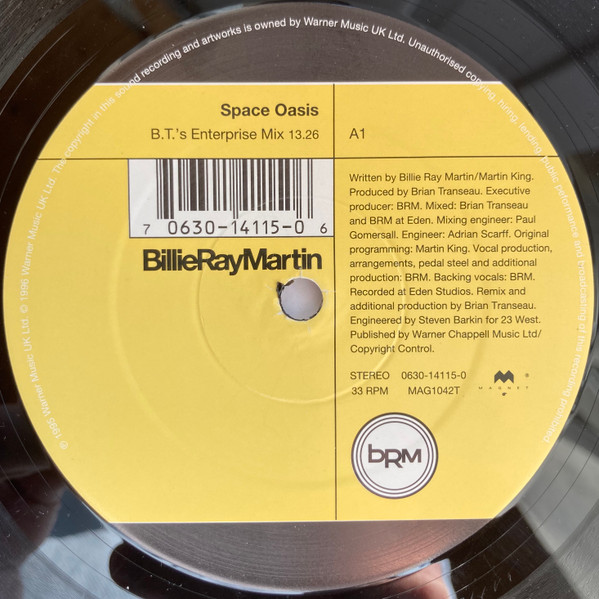 ℗ 1995 Warner Music UK Ltd. © 1996 Warner Music UK Ltd. The copyright in this sound recording and artworks is owned by Warner Music UK Ltd. Unauthorised copying, hiring, lending, public performance and broadcasting of this recording prohibited
Space Oasis
B.T.'s Enterprise Mix 13.26
A1
7 0630-14115-0 6
BillieRayMartin
Written by Billie Ray Martin/Martin King.
Produced by Brian Transeau. Executive
producer: BRM. Mixed: Brian Transeau
and BRM at Eden. Mixing engineer: Paul
Gomersall. Engineer: Adrian Scarff. Original
programming: Martin King. Vocal production,
arrangements, pedal steel and additional
production: BRM. Backing vocals: BRM.
Recorded at Eden Studios. Remix and
additional production by Brian Transeau.
Engineered by Steven Barkin for 23 West.
Published by Warner Chappell Music Ltd/
Copyright Control.
STEREO 0630-14115-0
33 RPM MAG1042T
MAGNET ®
bRM